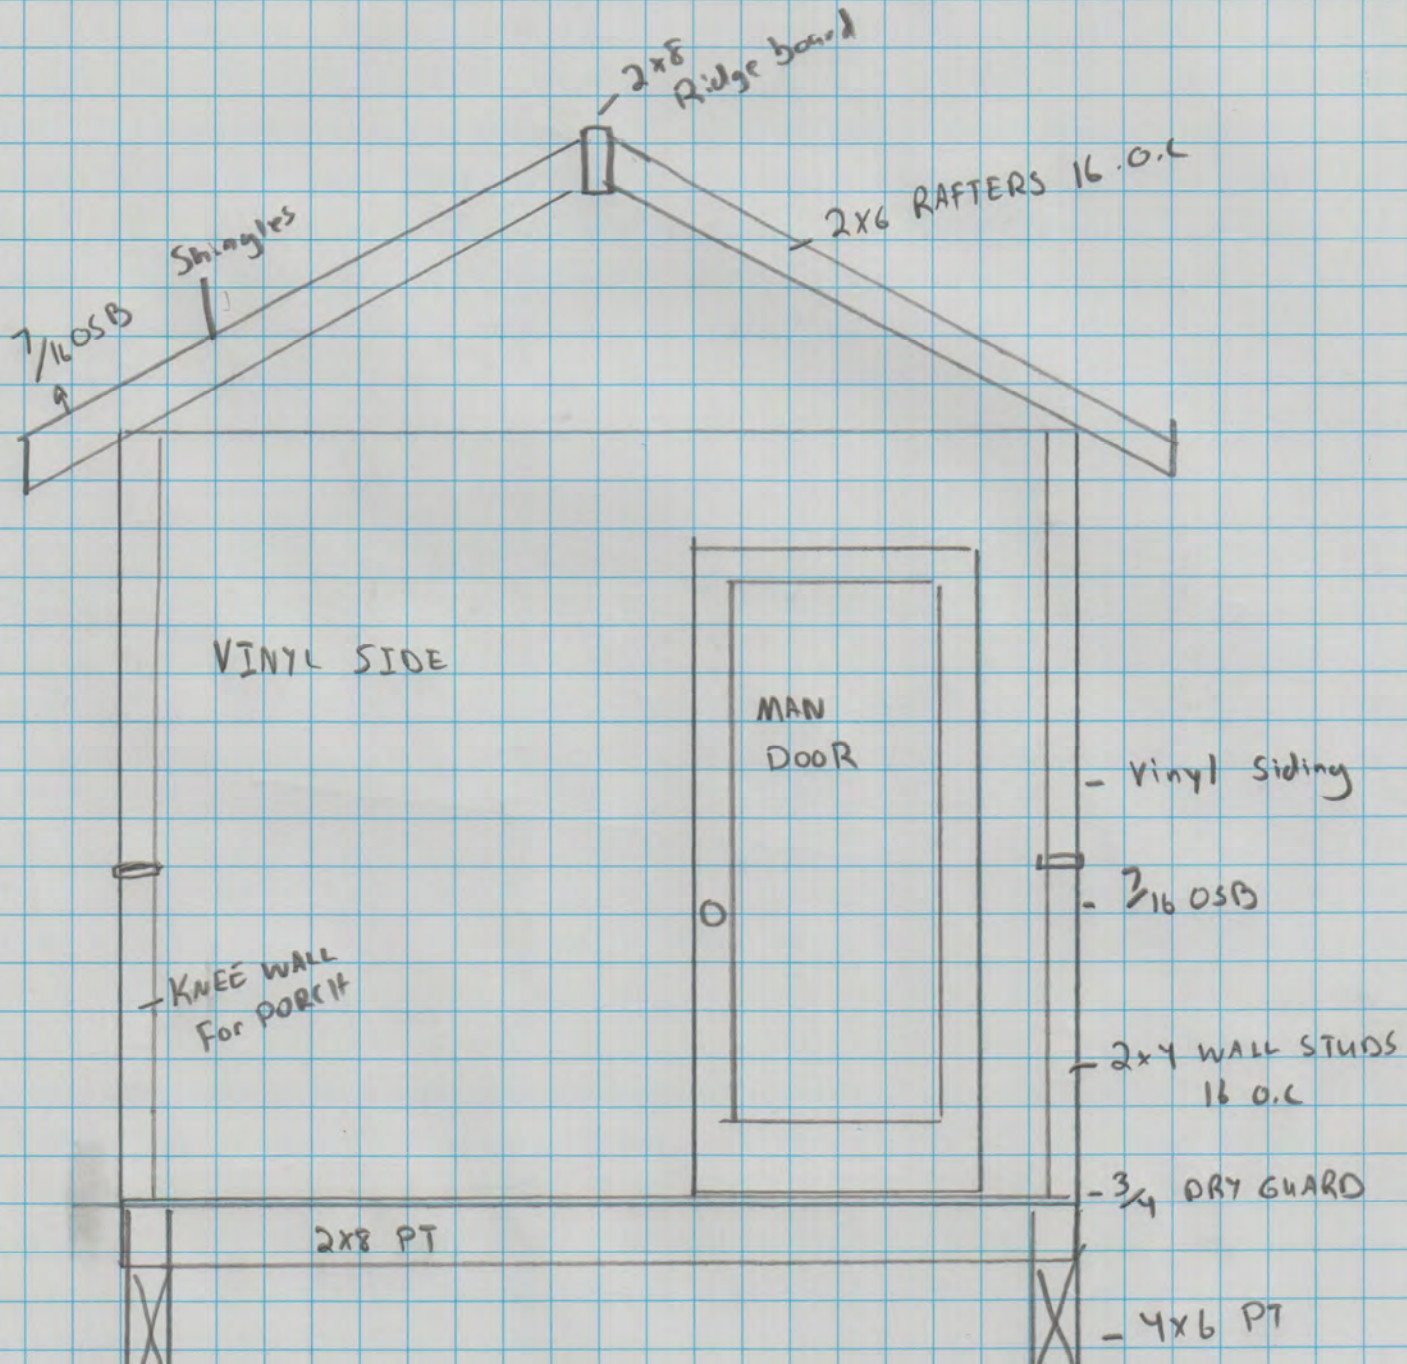 2x8
Ridge board
2X6 RAFTERS 16 .O.C
Shingles
7/16 OSB
VINYL SIDE
MAN
DOOR
- Vinyl Siding
- 7/16 OSB
KNEE WALL
For PORCH
- 2x4 WALL STUDS
16 O.C
- 3/4 DRY GUARD
2X8 PT
- 4x6 PT